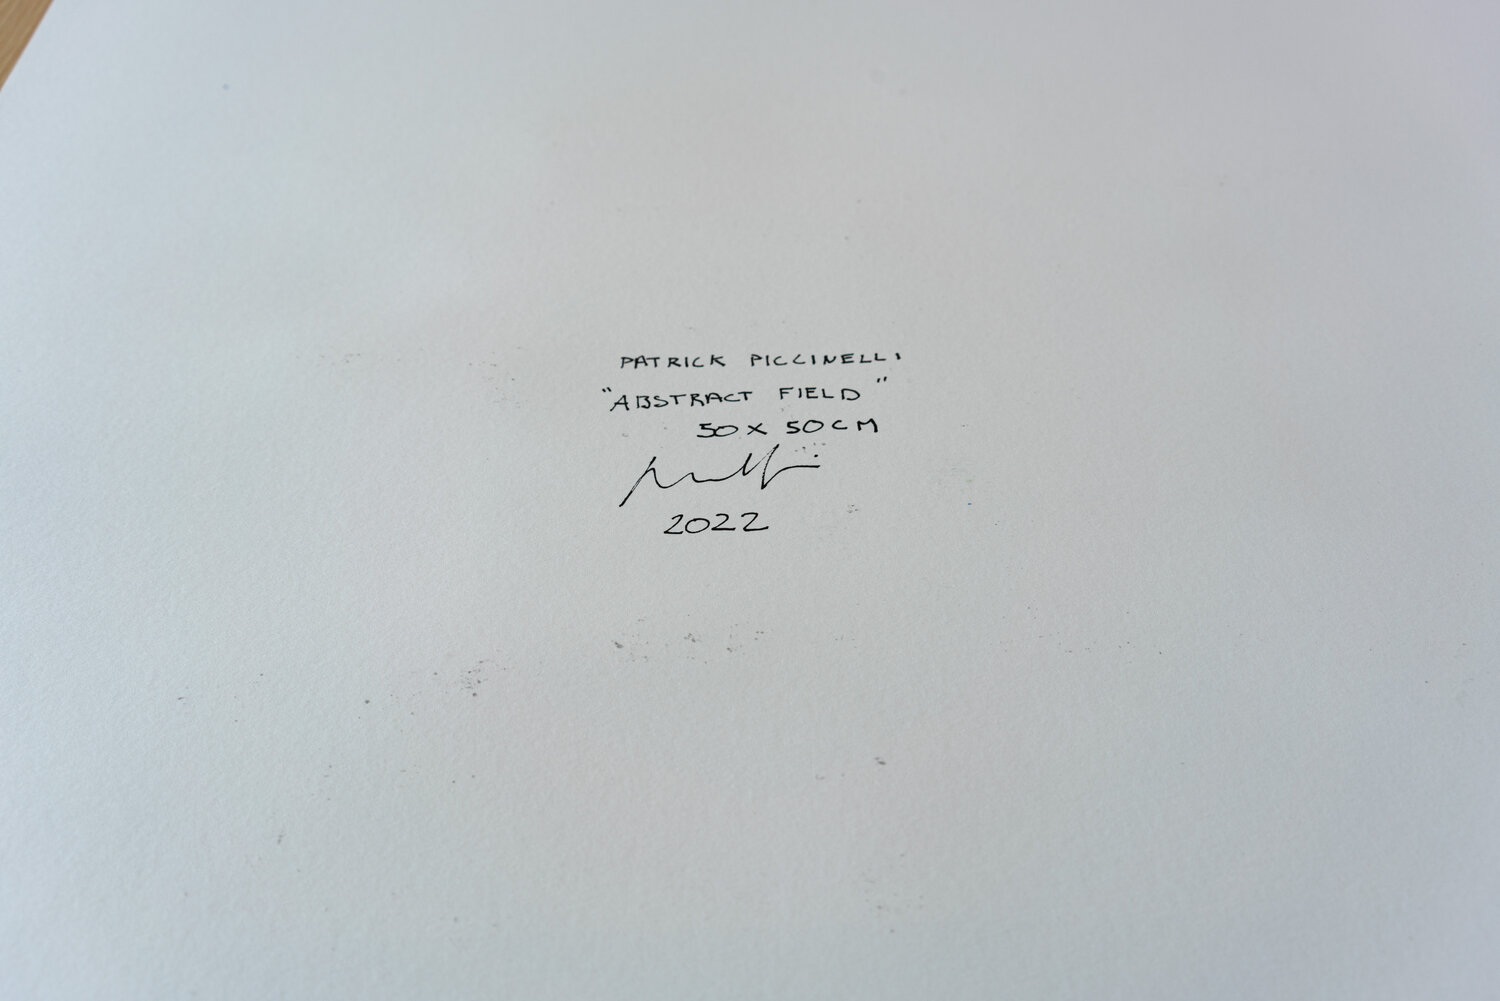 PATRICK PICCINELLI
"ABSTRACT FIELD"
50 x 50 CM
2022